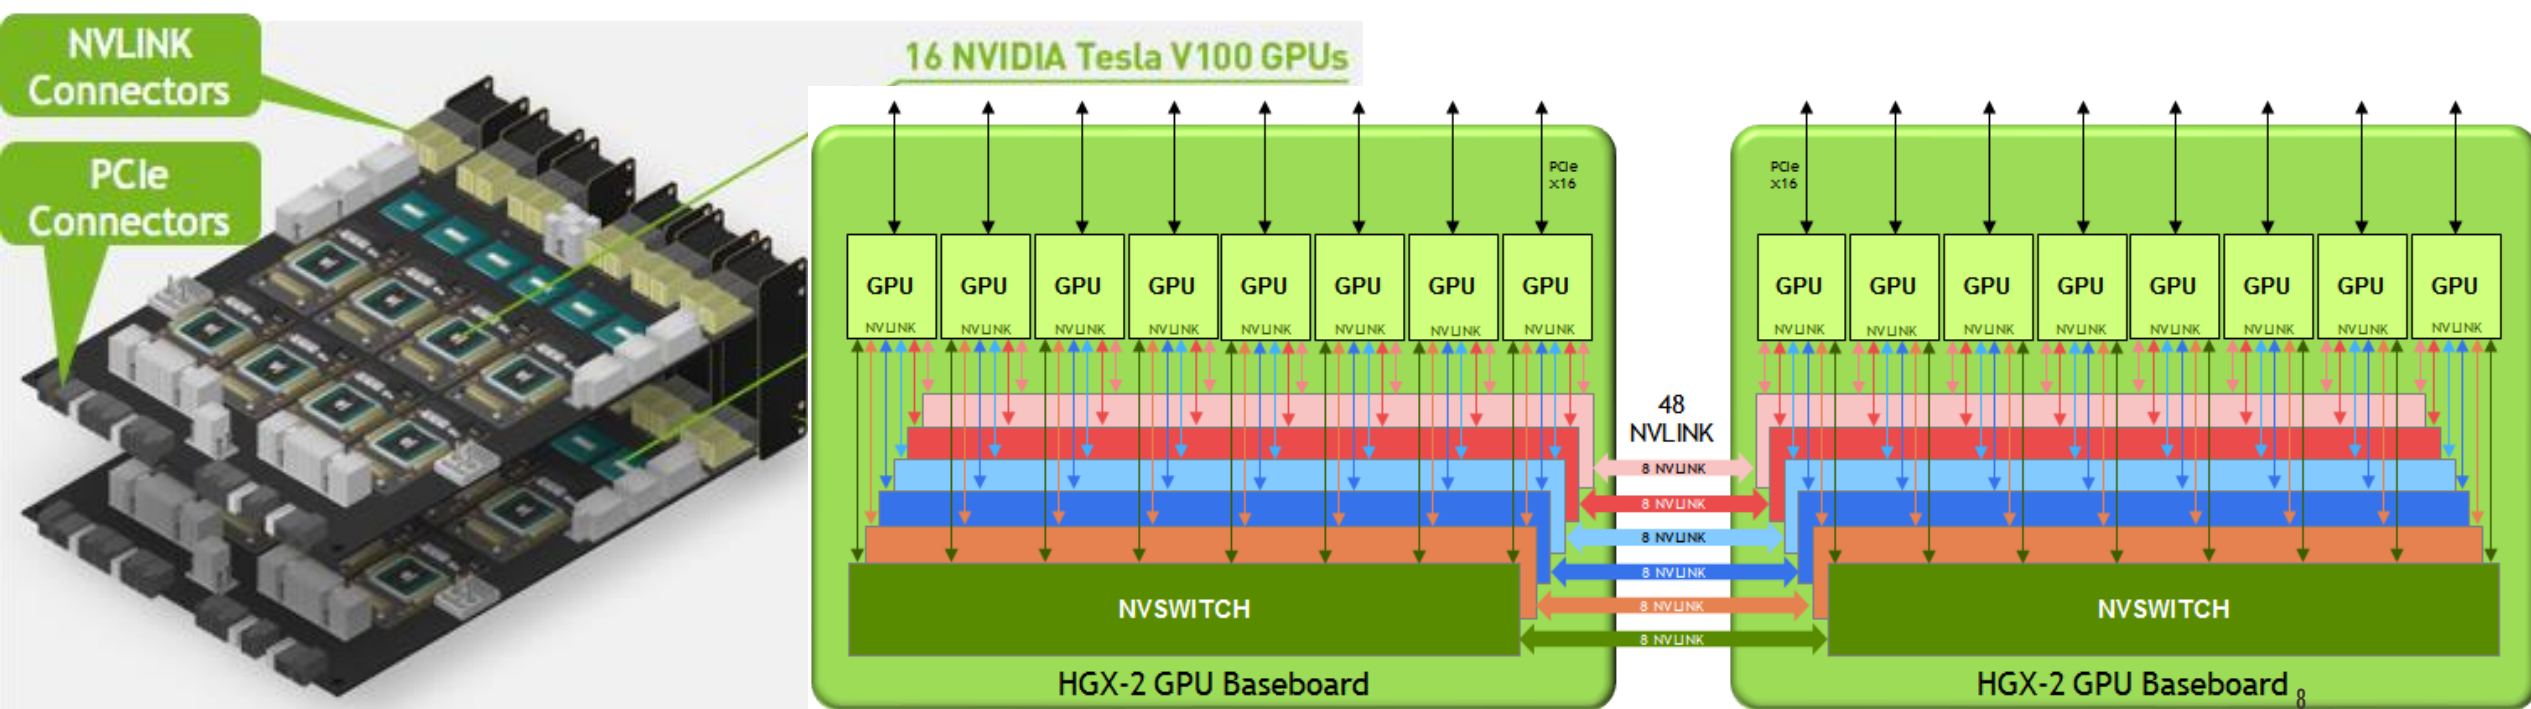 NVLINK
Connectors
PCIe
Connectors
16 NVIDIA Tesla V100 GPUs
PCIe
x16
GPU GPU GPU GPU GPU GPU GPU GPU
NVLINK NVLINK NVLINK NVLINK NVLINK NVLINK NVLINK NVLINK
NVSWITCH
HGX-2 GPU Baseboard
48
NVLINK
8 NVLINK
8 NVLINK
8 NVLINK
8 NVLINK
8 NVLINK
8 NVLINK
PCIe
x16
GPU GPU GPU GPU GPU GPU GPU GPU
NVLINK NVLINK NVLINK NVLINK NVLINK NVLINK NVLINK NVLINK
NVSWITCH
HGX-2 GPU Baseboard
8